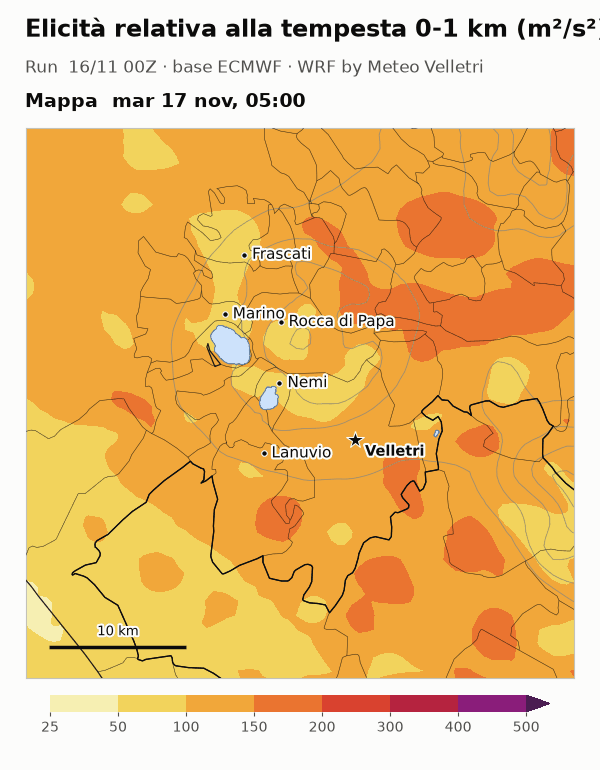 Elicità relativa alla tempesta 0-1 km (m²/s²)
Run 16/11 00Z · base ECMWF · WRF by Meteo Velletri
Mappa mar 17 nov, 05:00
Frascati
Marino
Rocca di Papa
Nemi
Velletri
Lanuvio
10 km
25 50 100 150 200 300 400 500